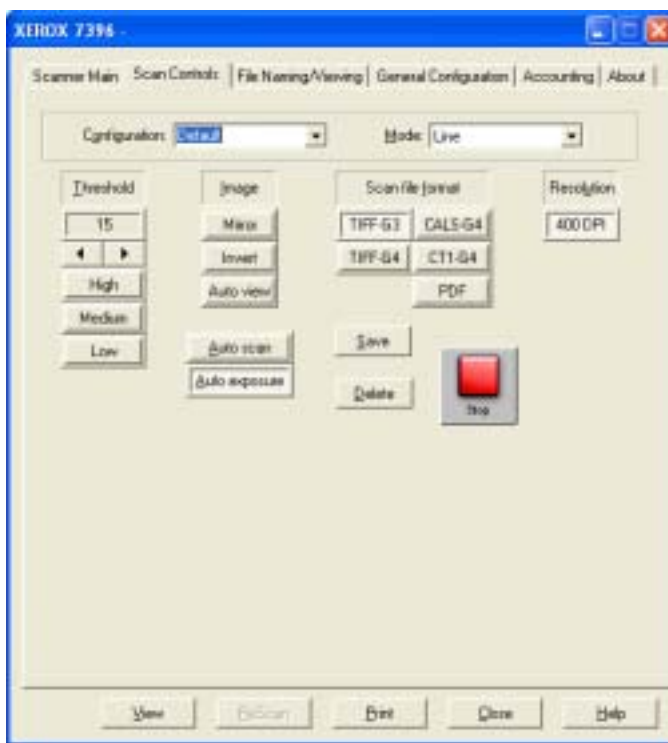 XEROX 7396 -
Scanner Main Scan Controls File Naming/Viewing General Configuration Accounting About
Configuration: Default Mode: Line
Threshold Image Scan file format Resolution
15 Mirror TIFF-G3 CALS-G4 400 DPI
Invert TIFF-G4 CT1-G4
High Auto view PDF
Medium
Low Auto scan Save
Auto exposure Delete Stop
View ReScan Print Close Help